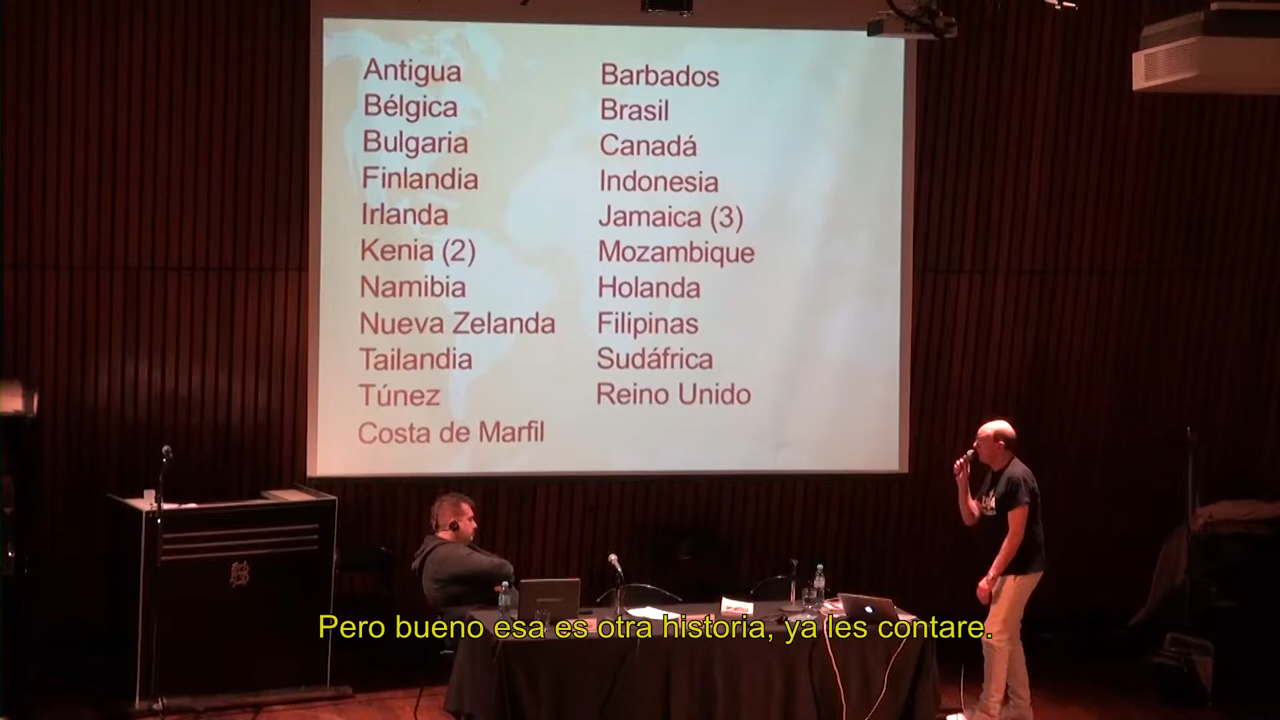 Antigua
Bélgica
Bulgaria
Finlandia
Irlanda
Kenia (2)
Namibia
Nueva Zelanda
Tailandia
Túnez
Costa de Marfil
Barbados
Brasil
Canadá
Indonesia
Jamaica (3)
Mozambique
Holanda
Filipinas
Sudáfrica
Reino Unido
Pero bueno esa es otra historia, ya les contare.